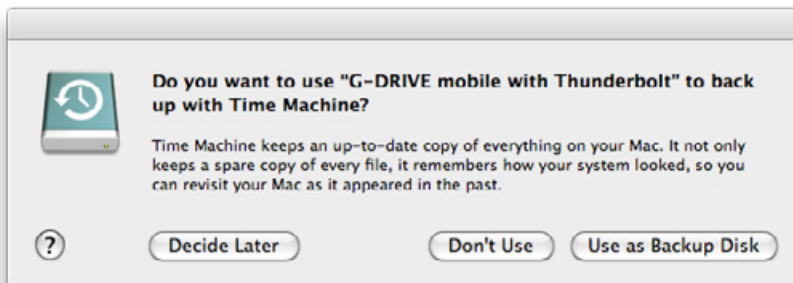 Do you want to use “G-DRIVE mobile with Thunderbolt” to back
up with Time Machine?
Time Machine keeps an up-to-date copy of everything on your Mac. It not only
keeps a spare copy of every file, it remembers how your system looked, so you
can revisit your Mac as it appeared in the past.
? Decide Later Don't Use Use as Backup Disk